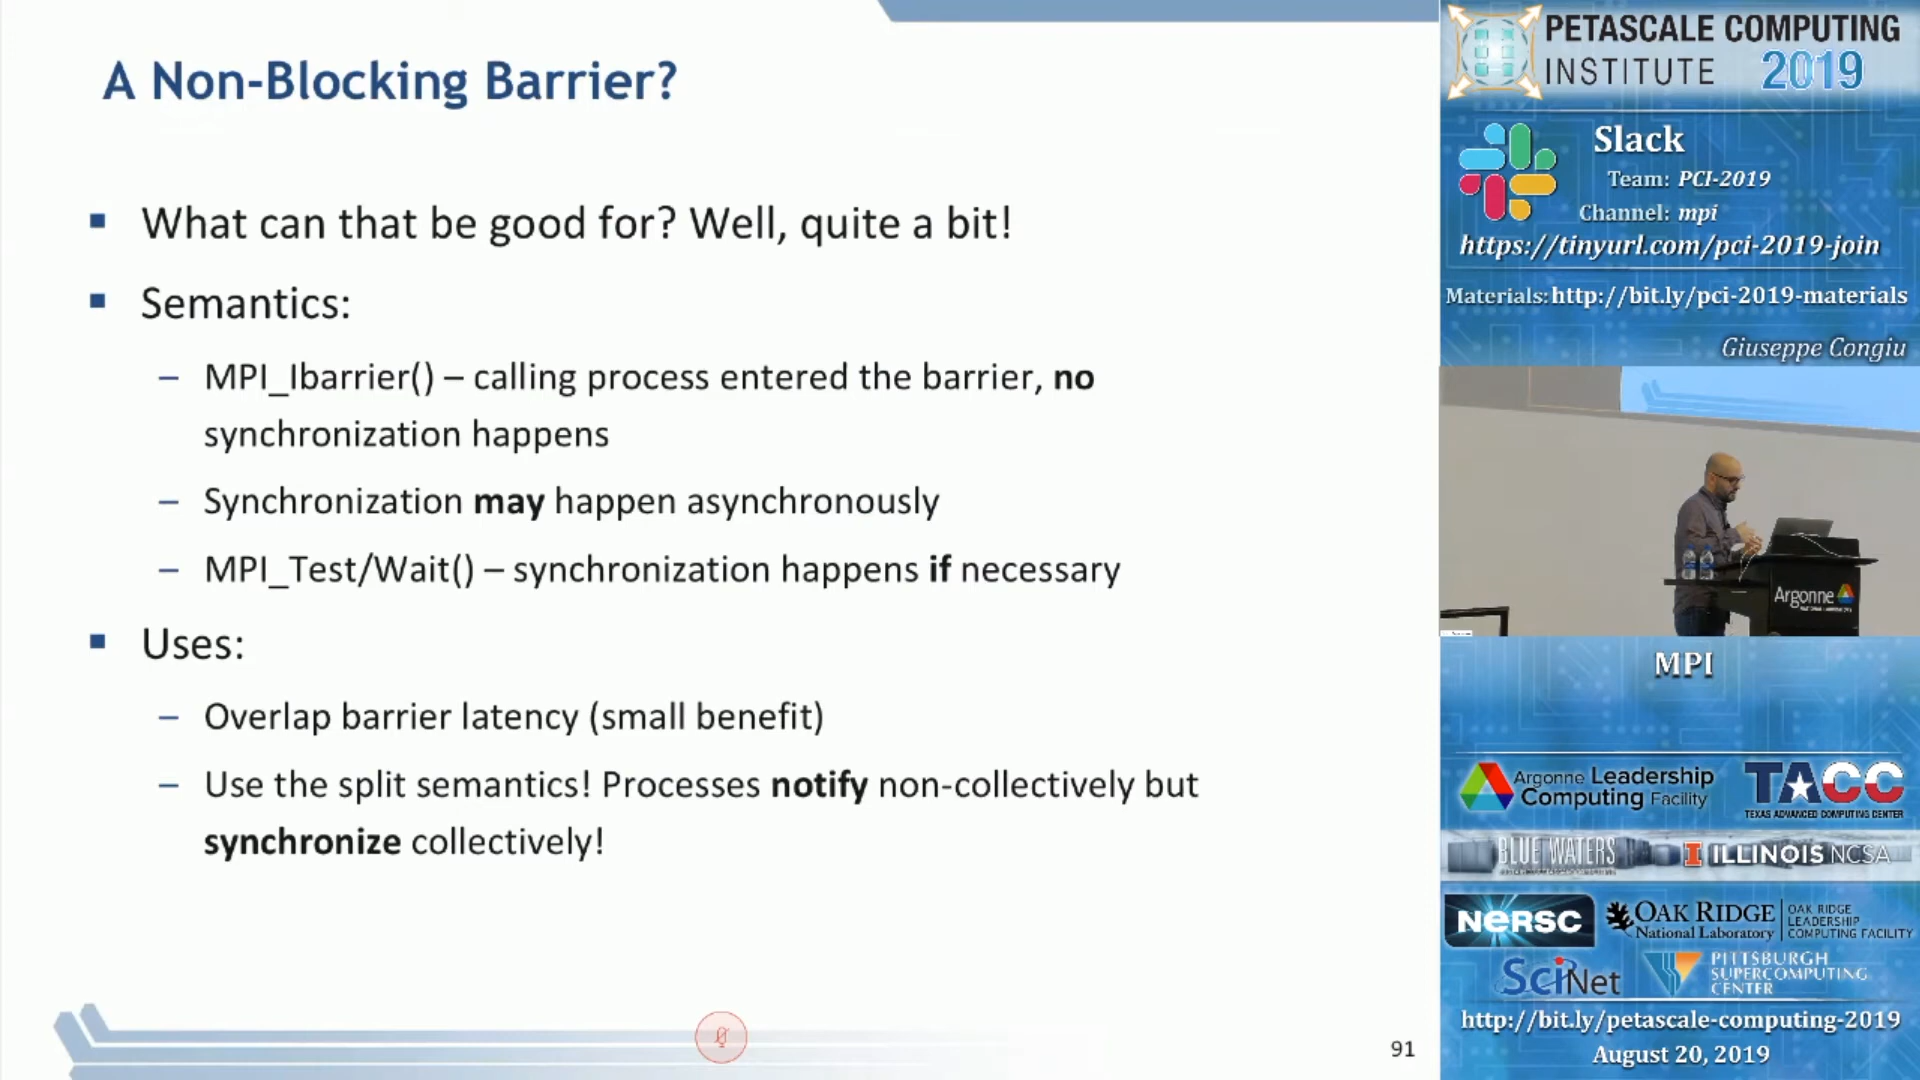 A Non-Blocking Barrier?
What can that be good for? Well, quite a bit!
Semantics:
– MPI_Ibarrier() – calling process entered the barrier, no
synchronization happens
– Synchronization may happen asynchronously
– MPI_Test/Wait() – synchronization happens if necessary
Uses:
– Overlap barrier latency (small benefit)
– Use the split semantics! Processes notify non-collectively but
synchronize collectively!
91
PETASCALE COMPUTING
INSTITUTE 2019
Slack
Team: PCI-2019
Channel: mpi
https://tinyurl.com/pci-2019-join
Materials: http://bit.ly/pci-2019-materials
Giuseppe Congiu
Argonne
MPI
Argonne Leadership
Computing Facility
TACC
TEXAS ADVANCED COMPUTING CENTER
BLUE WATERS
I ILLINOIS NCSA
NERSC
OAK RIDGE
National Laboratory
OAK RIDGE
LEADERSHIP
COMPUTING FACILITY
SciNet
PITTSBURGH
SUPERCOMPUTING
CENTER
http://bit.ly/petascale-computing-2019
August 20, 2019